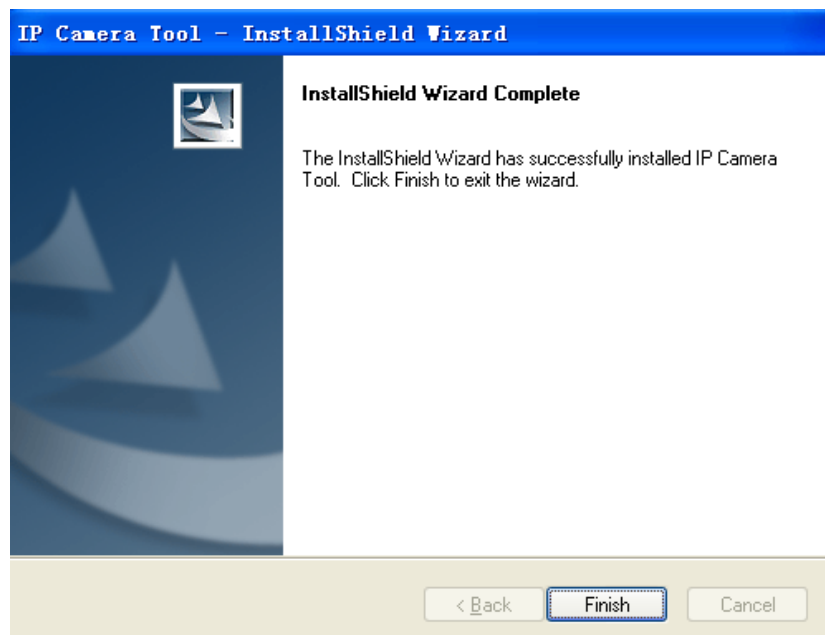 IP Camera Tool - InstallShield Wizard
InstallShield Wizard Complete
The InstallShield Wizard has successfully installed IP Camera
Tool.  Click Finish to exit the wizard.
< Back Finish Cancel